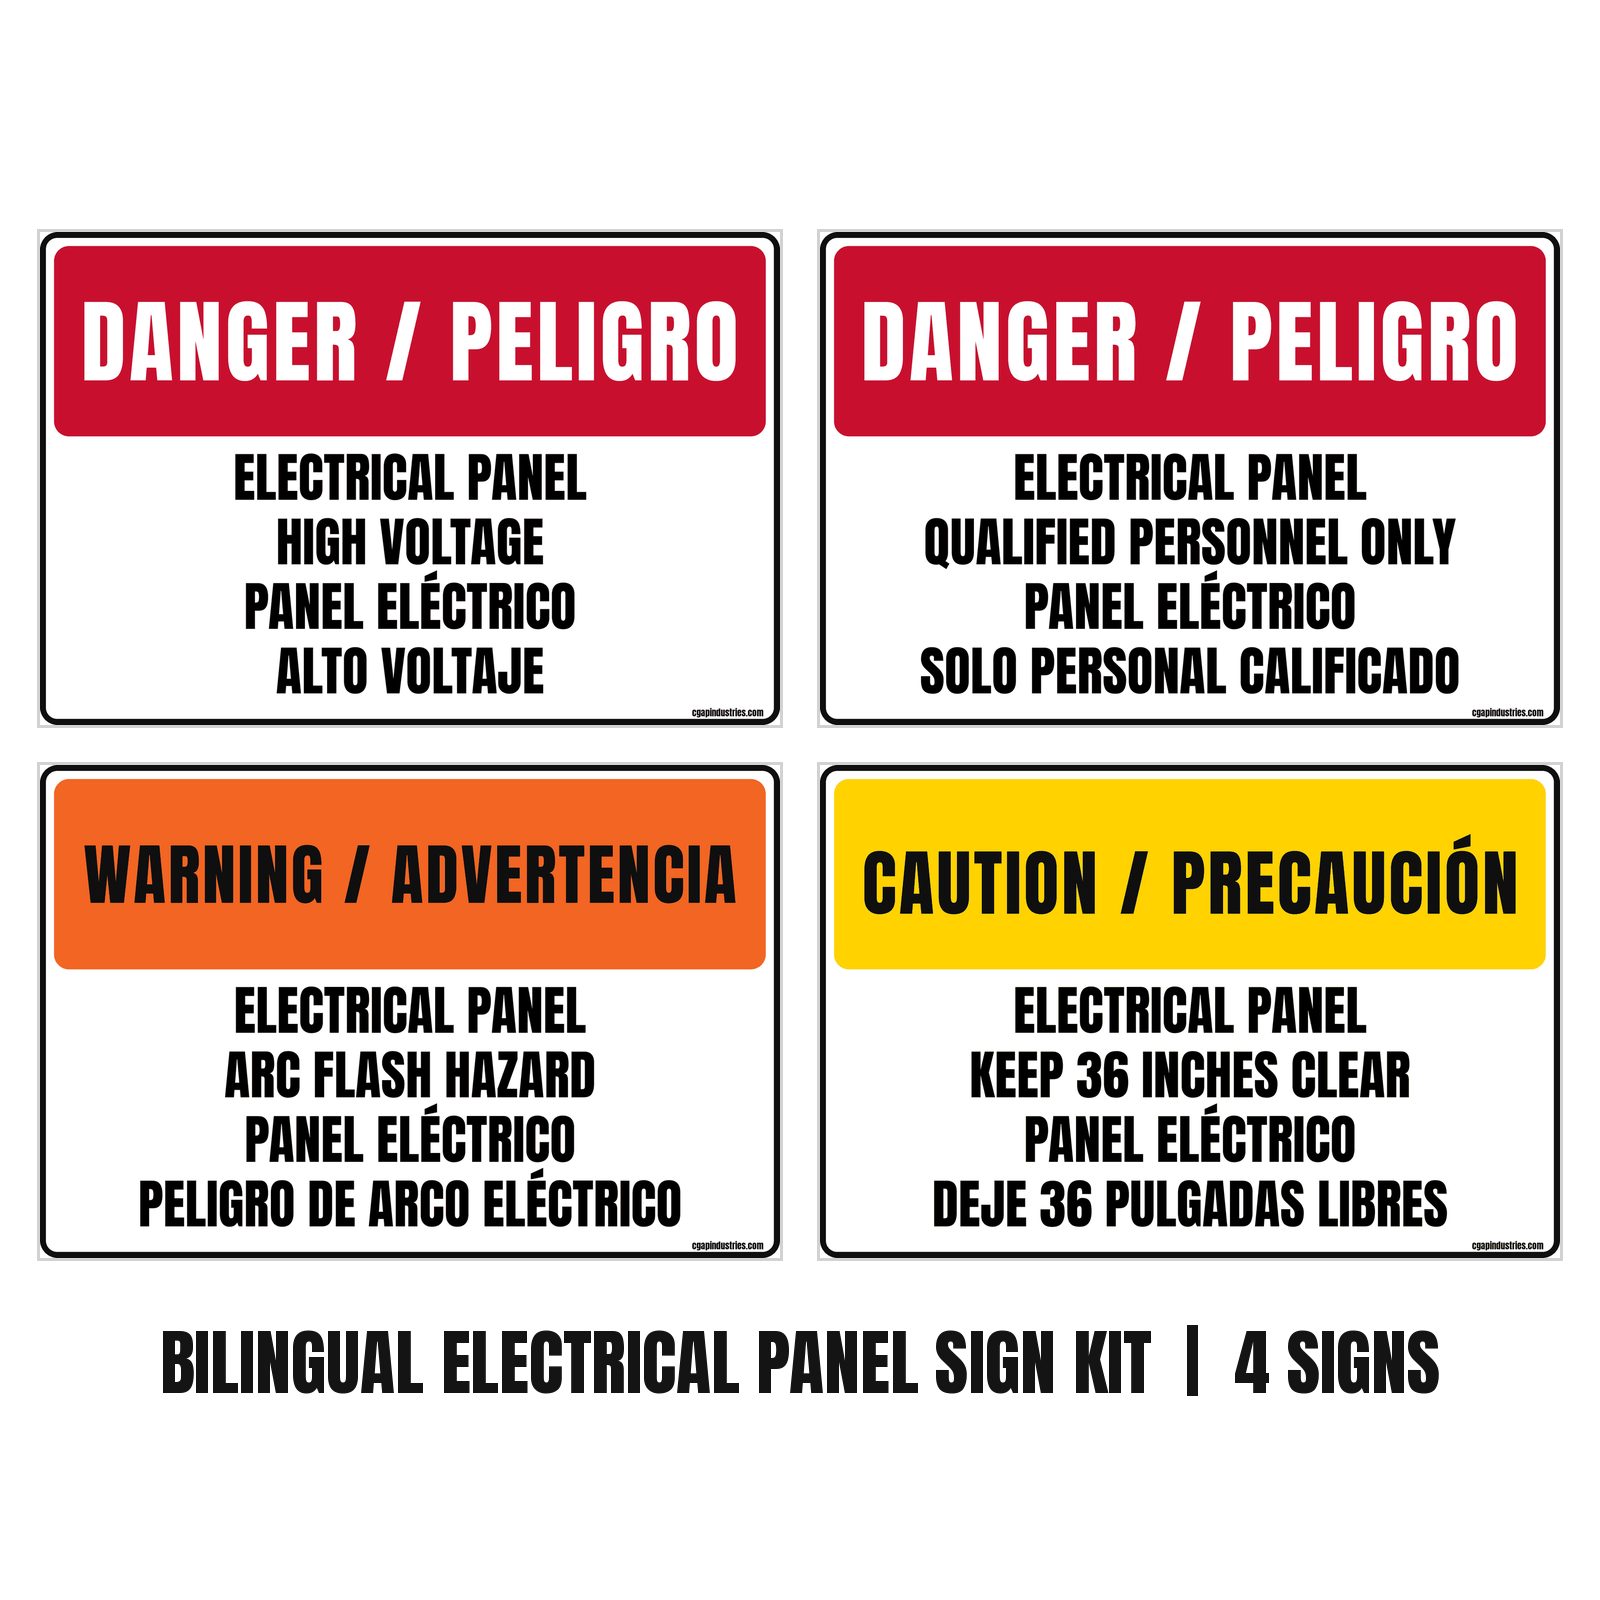 DANGER / PELIGRO
ELECTRICAL PANEL
HIGH VOLTAGE
PANEL ELÉCTRICO
ALTO VOLTAJE
cgapindustries.com
DANGER / PELIGRO
ELECTRICAL PANEL
QUALIFIED PERSONNEL ONLY
PANEL ELÉCTRICO
SOLO PERSONAL CALIFICADO
cgapindustries.com
WARNING / ADVERTENCIA
ELECTRICAL PANEL
ARC FLASH HAZARD
PANEL ELÉCTRICO
PELIGRO DE ARCO ELÉCTRICO
cgapindustries.com
CAUTION / PRECAUCIÓN
ELECTRICAL PANEL
KEEP 36 INCHES CLEAR
PANEL ELÉCTRICO
DEJE 36 PULGADAS LIBRES
cgapindustries.com
BILINGUAL ELECTRICAL PANEL SIGN KIT | 4 SIGNS